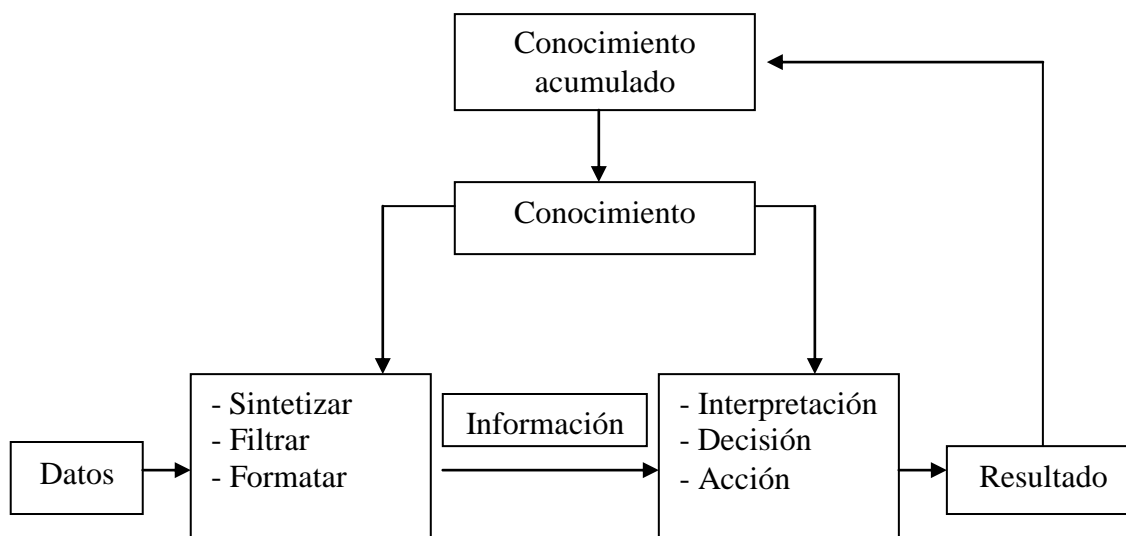 Conocimiento
acumulado
Conocimiento
- Sintetizar
- Filtrar
- Formatar
Información
- Interpretación
- Decisión
- Acción
Datos
Resultado